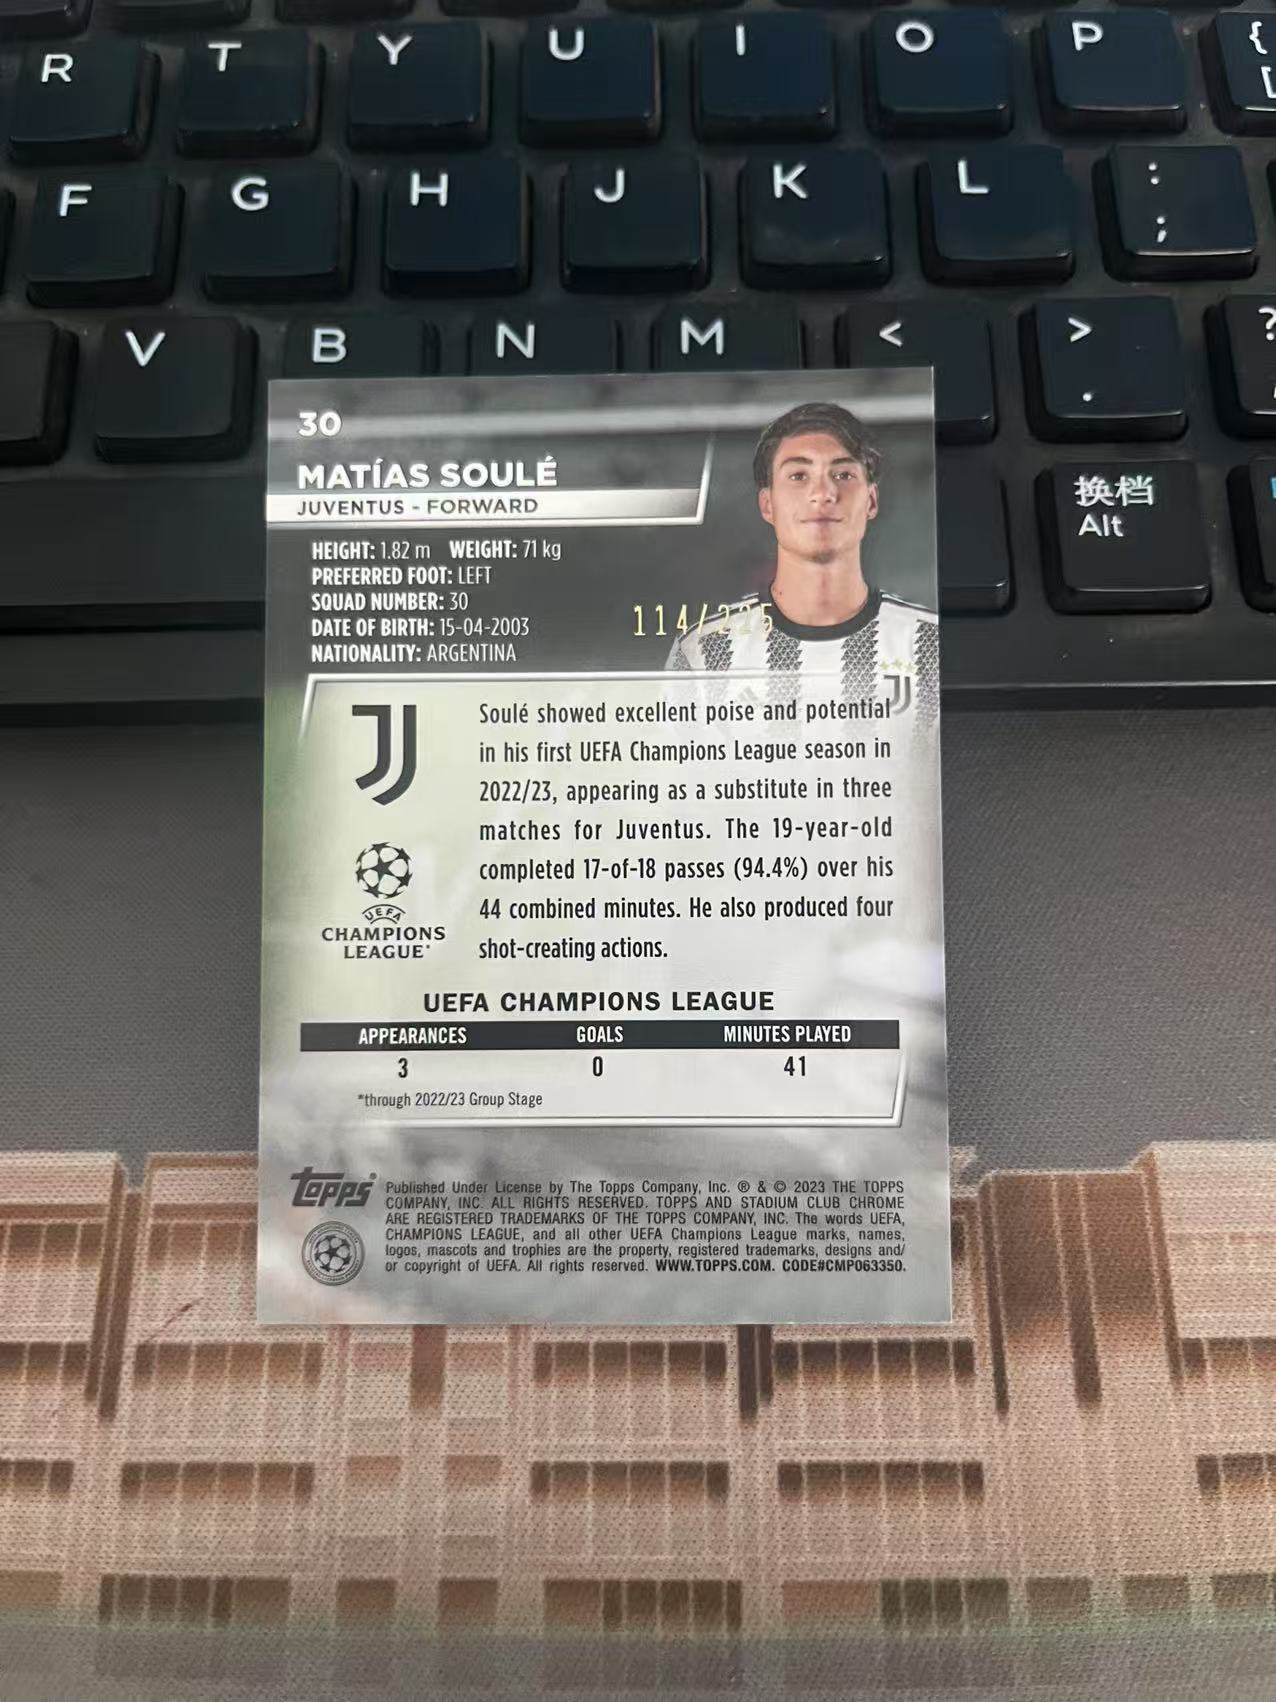 R T Y U I O P {
[
F G H J K L :
;
V B N M < > ?
.
换档
Alt
30
MATÍAS SOULÉ
JUVENTUS - FORWARD
HEIGHT: 1.82 m WEIGHT: 71 kg
PREFERRED FOOT: LEFT
SQUAD NUMBER: 30
DATE OF BIRTH: 15-04-2003
NATIONALITY: ARGENTINA
114/225
Soulé showed excellent poise and potential
in his first UEFA Champions League season in
2022/23, appearing as a substitute in three
matches for Juventus. The 19-year-old
completed 17-of-18 passes (94.4%) over his
44 combined minutes. He also produced four
shot-creating actions.
UEFA
CHAMPIONS
LEAGUE®
UEFA CHAMPIONS LEAGUE
APPEARANCES GOALS MINUTES PLAYED
3 0 41
*through 2022/23 Group Stage
Topps®
Published Under License by The Topps Company, Inc. ® & © 2023 THE TOPPS
COMPANY, INC. ALL RIGHTS RESERVED. TOPPS AND STADIUM CLUB CHROME
ARE REGISTERED TRADEMARKS OF THE TOPPS COMPANY, INC. The words UEFA,
CHAMPIONS LEAGUE, and all other UEFA Champions League marks, names,
logos, mascots and trophies are the property, registered trademarks, designs and/
or copyright of UEFA. All rights reserved. WWW.TOPPS.COM. CODE#CMP063350.